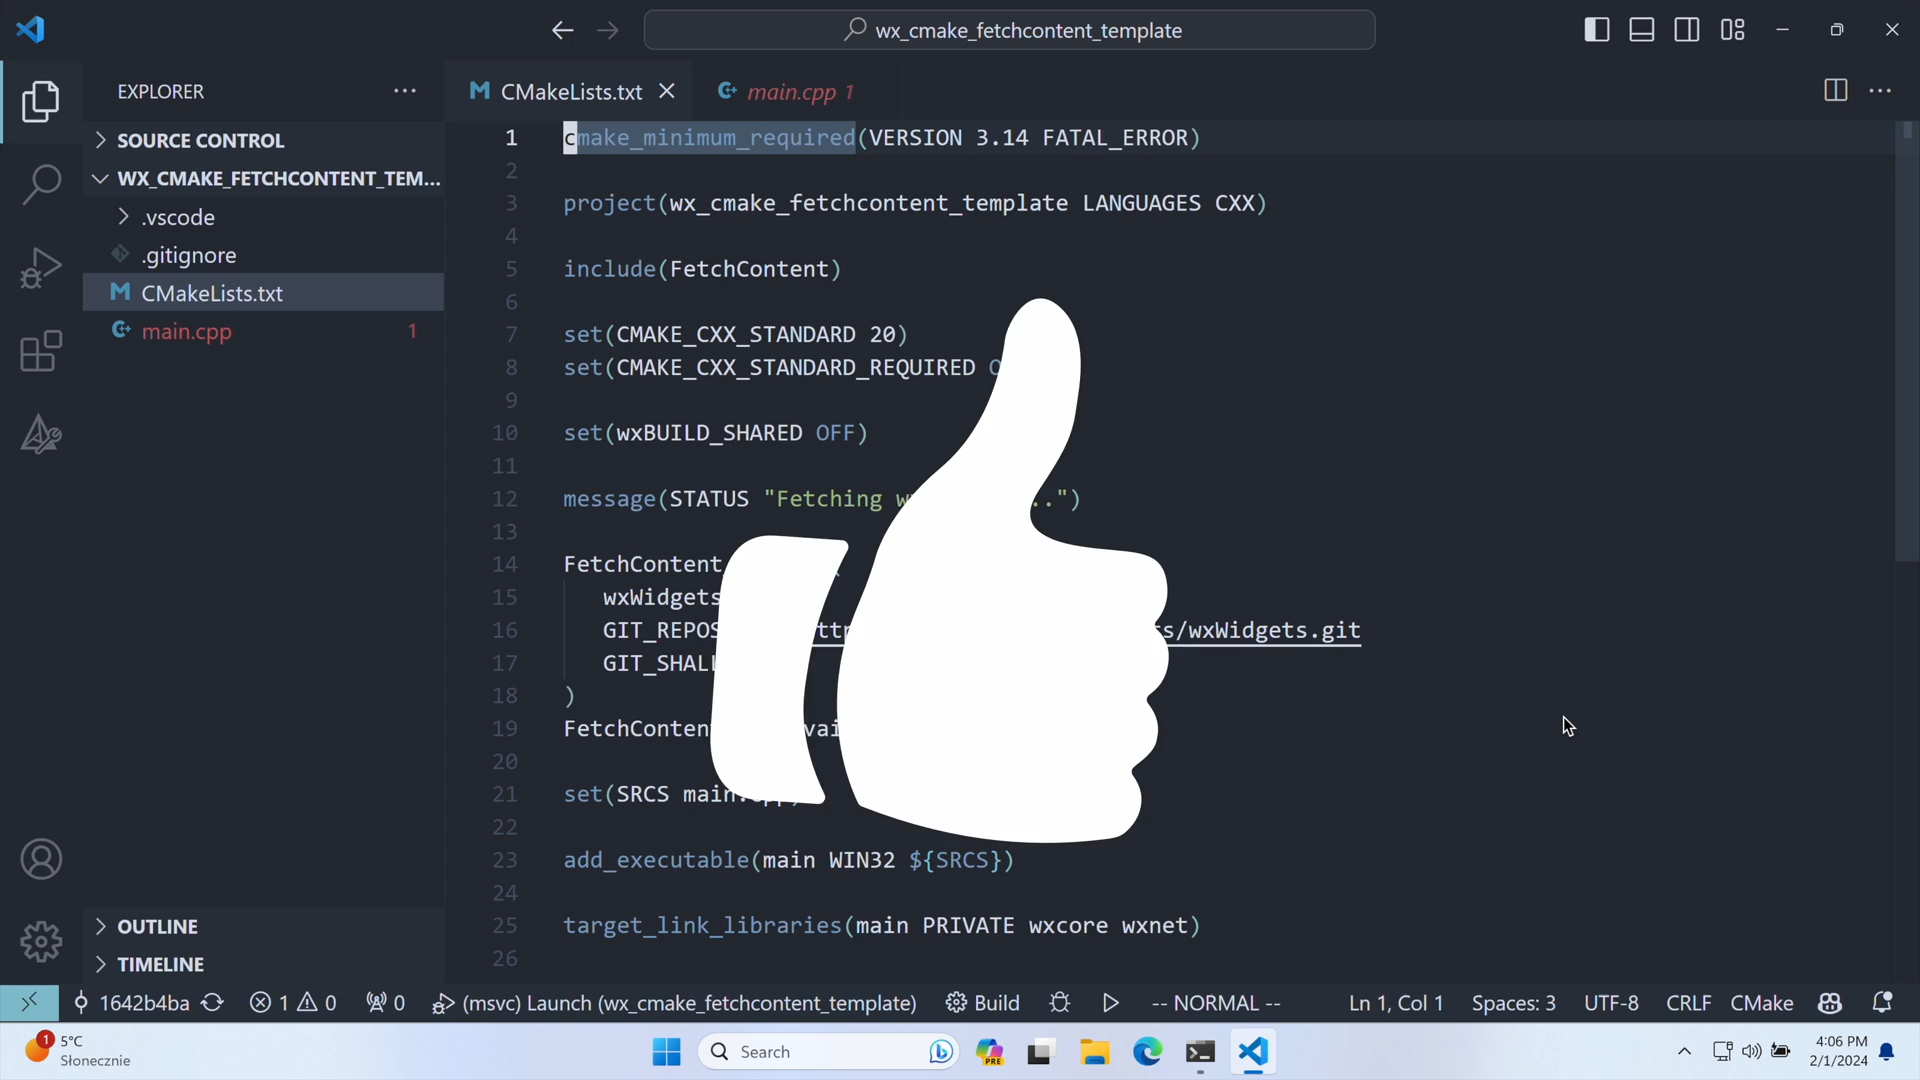 wx_cmake_fetchcontent_template
EXPLORER
SOURCE CONTROL
WX_CMAKE_FETCHCONTENT_TEM...
.vscode
.gitignore
CMakeLists.txt
main.cpp 1
OUTLINE
TIMELINE
CMakeLists.txt
main.cpp 1
1 cmake_minimum_required(VERSION 3.14 FATAL_ERROR)
2
3 project(wx_cmake_fetchcontent_template LANGUAGES CXX)
4
5 include(FetchContent)
6
7 set(CMAKE_CXX_STANDARD 20)
8 set(CMAKE_CXX_STANDARD_REQUIRED
9
10 set(wxBUILD_SHARED OFF)
11
12 message(STATUS "Fetching ..")
13
14 FetchContent
15 wxWidgets
16 GIT_REPOS s/wxWidgets.git
17 GIT_SHALL
18 )
19 FetchContent
20
21 set(SRCS main.cpp)
22
23 add_executable(main WIN32 ${SRCS})
24
25 target_link_libraries(main PRIVATE wxcore wxnet)
26
1642b4ba 1 0 0 (msvc) Launch (wx_cmake_fetchcontent_template) Build -- NORMAL -- Ln 1, Col 1 Spaces: 3 UTF-8 CRLF CMake
1
5°C
Słonecznie
Search
PRE
4:06 PM
2/1/2024